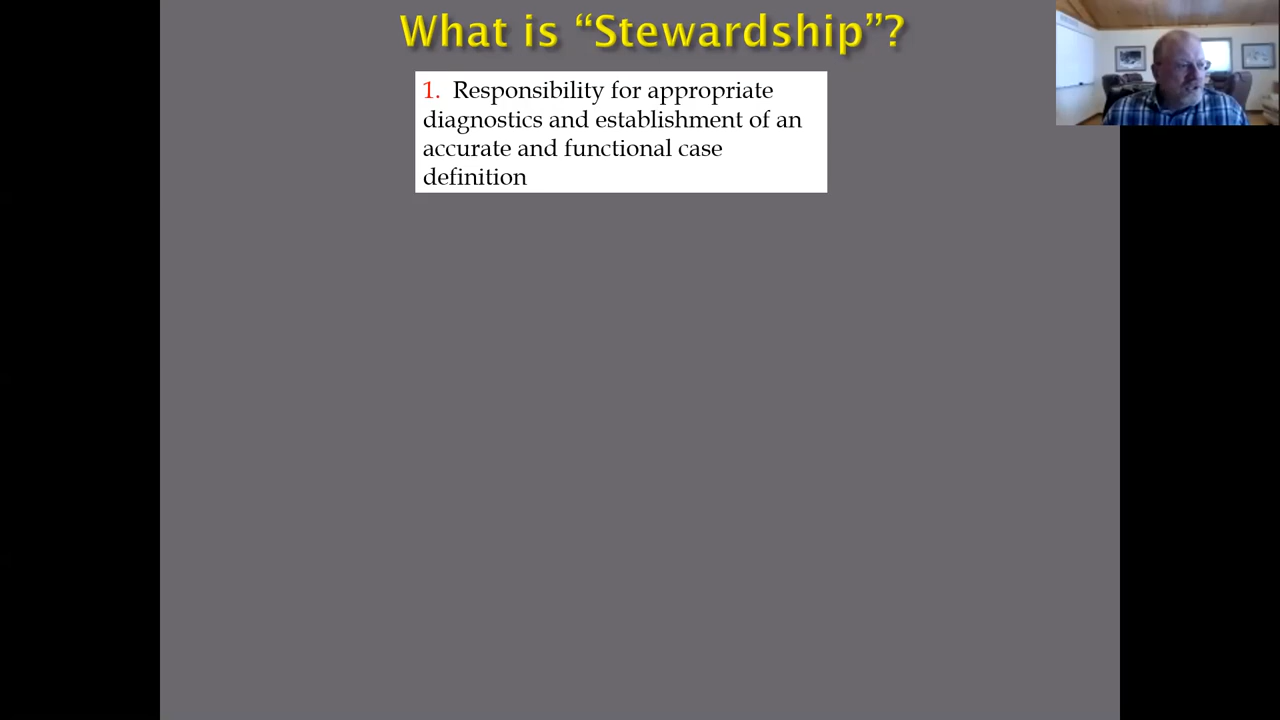 What is “Stewardship”?
1. Responsibility for appropriate
diagnostics and establishment of an
accurate and functional case
definition